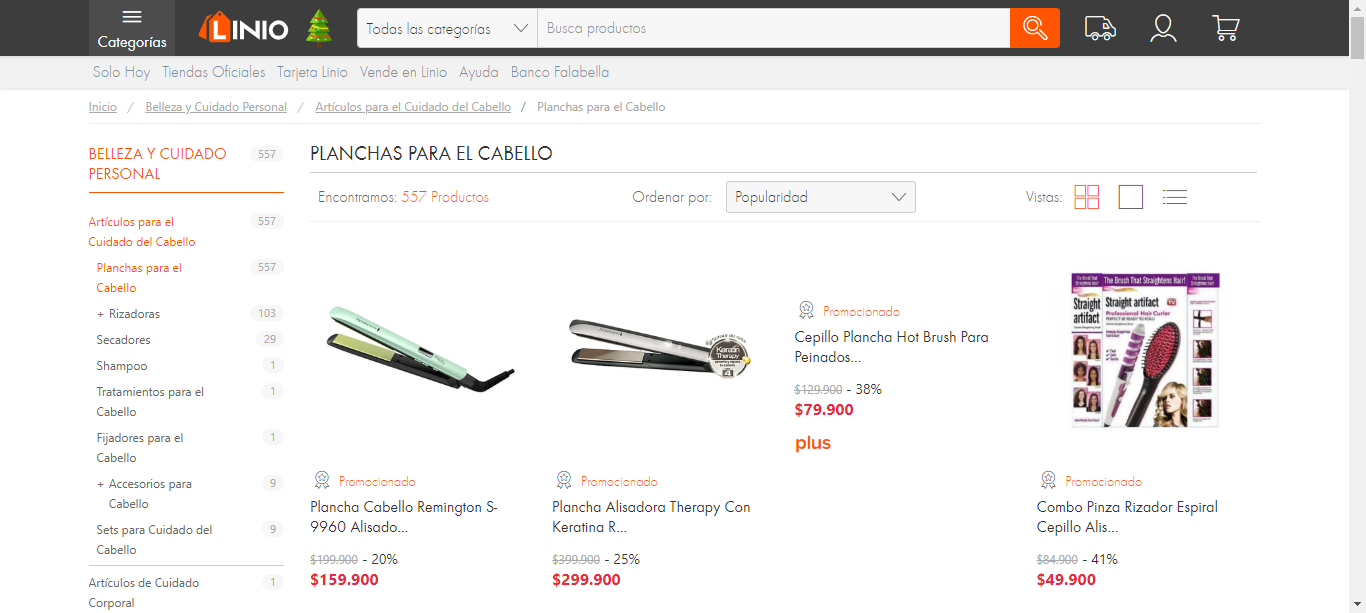 Categorías
LINIO
Todas las categorías
Busca productos
Solo Hoy
Tiendas Oficiales
Tarjeta Linio
Vende en Linio
Ayuda
Banco Falabella
Inicio / Belleza y Cuidado Personal / Artículos para el Cuidado del Cabello / Planchas para el Cabello
BELLEZA Y CUIDADO
PERSONAL
557
Artículos para el
Cuidado del Cabello
557
Planchas para el
Cabello
557
+ Rizadoras
103
Secadores
29
Shampoo
1
Tratamientos para el
Cabello
1
Fijadores para el
Cabello
1
+ Accesorios para
Cabello
9
Sets para Cuidado del
Cabello
9
Artículos de Cuidado
Corporal
1
PLANCHAS PARA EL CABELLO
Encontramos: 557 Productos
Ordenar por:
Popularidad
Vistas:
Promocionado
Plancha Cabello Remington S-
9960 Alisado...
$199.900 - 20%
$159.900
Keratin
Therapy
4
Promocionado
Plancha Alisadora Therapy Con
Keratina R...
$399.900 - 25%
$299.900
Promocionado
Cepillo Plancha Hot Brush Para
Peinados...
$129.900 - 38%
$79.900
plus
The Brush That Straightens Hair!
Straight
artifact
Straight artifact
Professional Hair Curler
Promocionado
Combo Pinza Rizador Espiral
Cepillo Alis...
$84.900 - 41%
$49.900